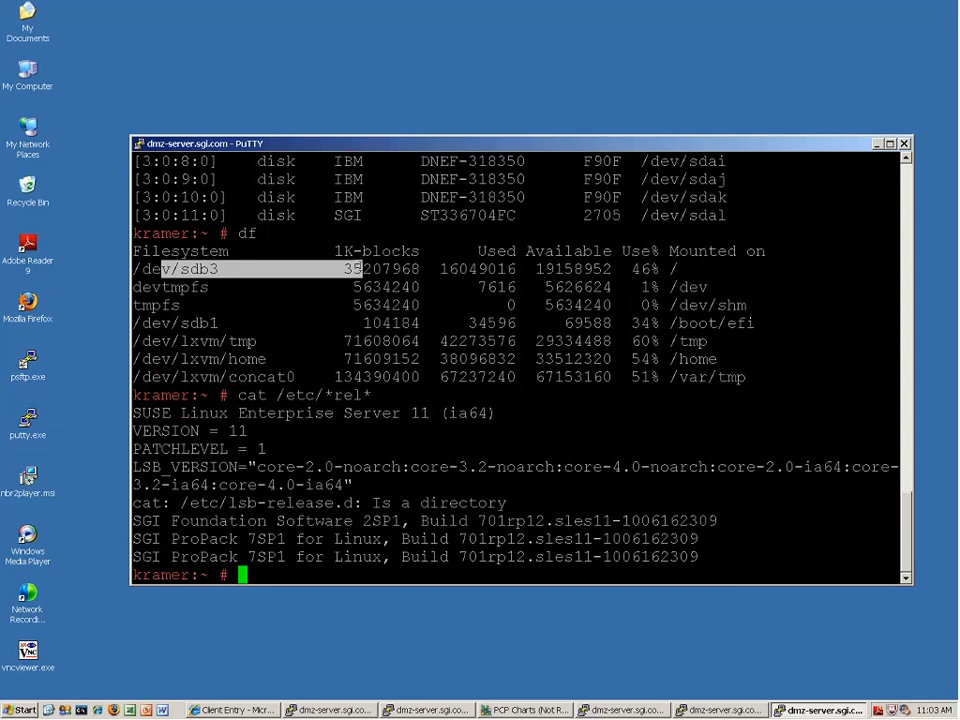 My
Documents
My Computer
My Network
Places
Recycle Bin
Adobe Reader
9
Mozilla Firefox
psftp.exe
putty.exe
nbr2player.msi
Windows
Media Player
Network
Recordi...
vncviewer.exe
dmz-server.sgi.com - PuTTY
[3:0:8:0] disk IBM DNEF-318350 F90F /dev/sdai
[3:0:9:0] disk IBM DNEF-318350 F90F /dev/sdaj
[3:0:10:0] disk IBM DNEF-318350 F90F /dev/sdak
[3:0:11:0] disk SGI ST336704FC 2705 /dev/sdal
kramer:~ # df
Filesystem 1K-blocks Used Available Use% Mounted on
/dev/sdb3 35207968 16049016 19158952 46% /
devtmpfs 5634240 7616 5626624 1% /dev
tmpfs 5634240 0 5634240 0% /dev/shm
/dev/sdb1 104184 34596 69588 34% /boot/efi
/dev/lxvm/tmp 71608064 42273576 29334488 60% /tmp
/dev/lxvm/home 71609152 38096832 33512320 54% /home
/dev/lxvm/concat0 134390400 67237240 67153160 51% /var/tmp
kramer:~ # cat /etc/*rel*
SUSE Linux Enterprise Server 11 (ia64)
VERSION = 11
PATCHLEVEL = 1
LSB_VERSION="core-2.0-noarch:core-3.2-noarch:core-4.0-noarch:core-2.0-ia64:core-
3.2-ia64:core-4.0-ia64"
cat: /etc/lsb-release.d: Is a directory
SGI Foundation Software 2SP1, Build 701rp12.sles11-1006162309
SGI ProPack 7SP1 for Linux, Build 701rp12.sles11-1006162309
SGI ProPack 7SP1 for Linux, Build 701rp12.sles11-1006162309
kramer:~ #
Start Client Entry - Micr... dmz-server.sgi.co... dmz-server.sgi.co... PCP Charts (Not R... dmz-server.sgi.co... dmz-server.sgi.co... dmz-server.sgi.c... 11:03 AM